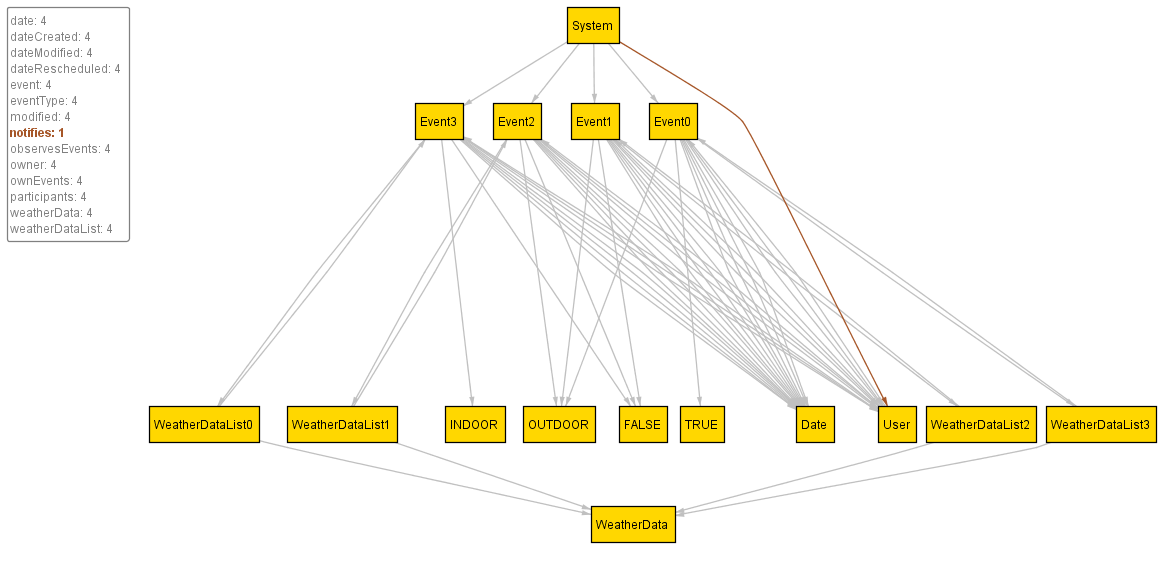 date: 4
dateCreated: 4
dateModified: 4
dateRescheduled: 4
event: 4
eventType: 4
modified: 4
notifies: 1
observesEvents: 4
owner: 4
ownEvents: 4
participants: 4
weatherData: 4
weatherDataList: 4
System
Event3
Event2
Event1
Event0
WeatherDataList0
WeatherDataList1
INDOOR
OUTDOOR
FALSE
TRUE
Date
User
WeatherDataList2
WeatherDataList3
WeatherData